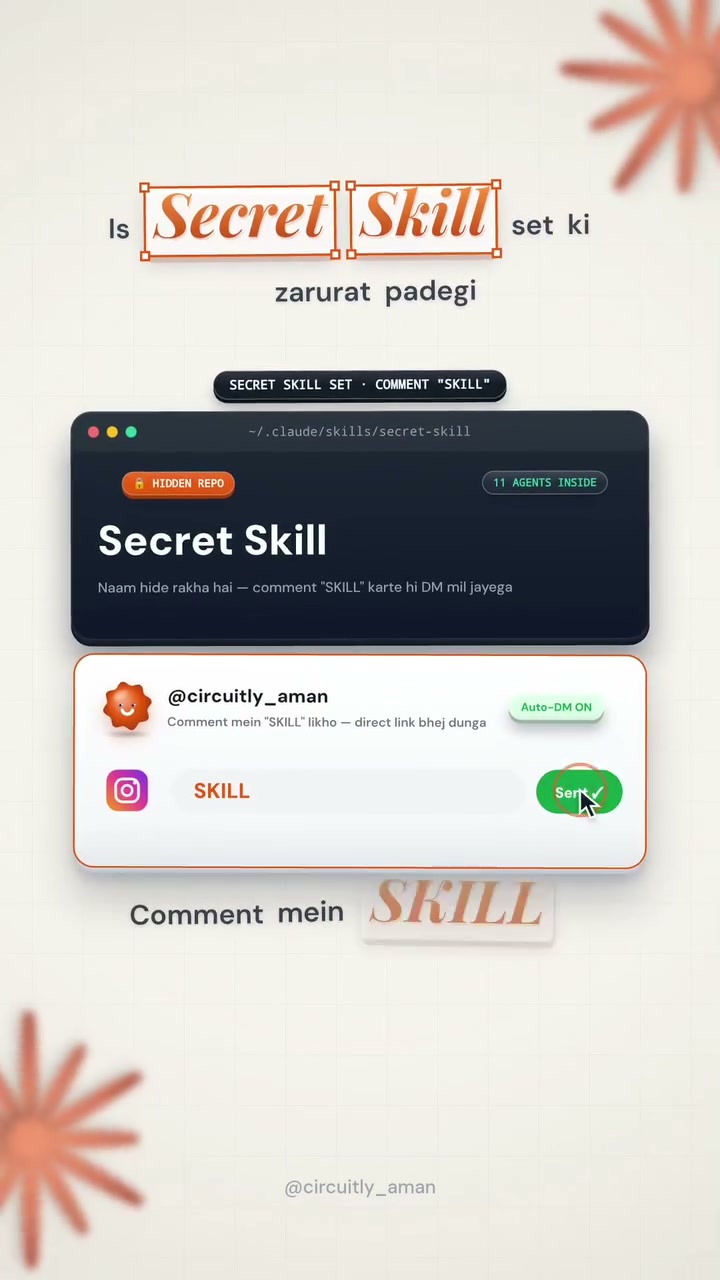 Is Secret Skill set ki
zarurat padegi
SECRET SKILL SET · COMMENT "SKILL"
~/.claude/skills/secret-skill
🔒 HIDDEN REPO
11 AGENTS INSIDE
Secret Skill
Naam hide rakha hai — comment "SKILL" karte hi DM mil jayega
@circuitly_aman
Comment mein "SKILL" likho — direct link bhej dunga
Auto-DM ON
SKILL
Sent ✓
Comment mein SKILL
@circuitly_aman